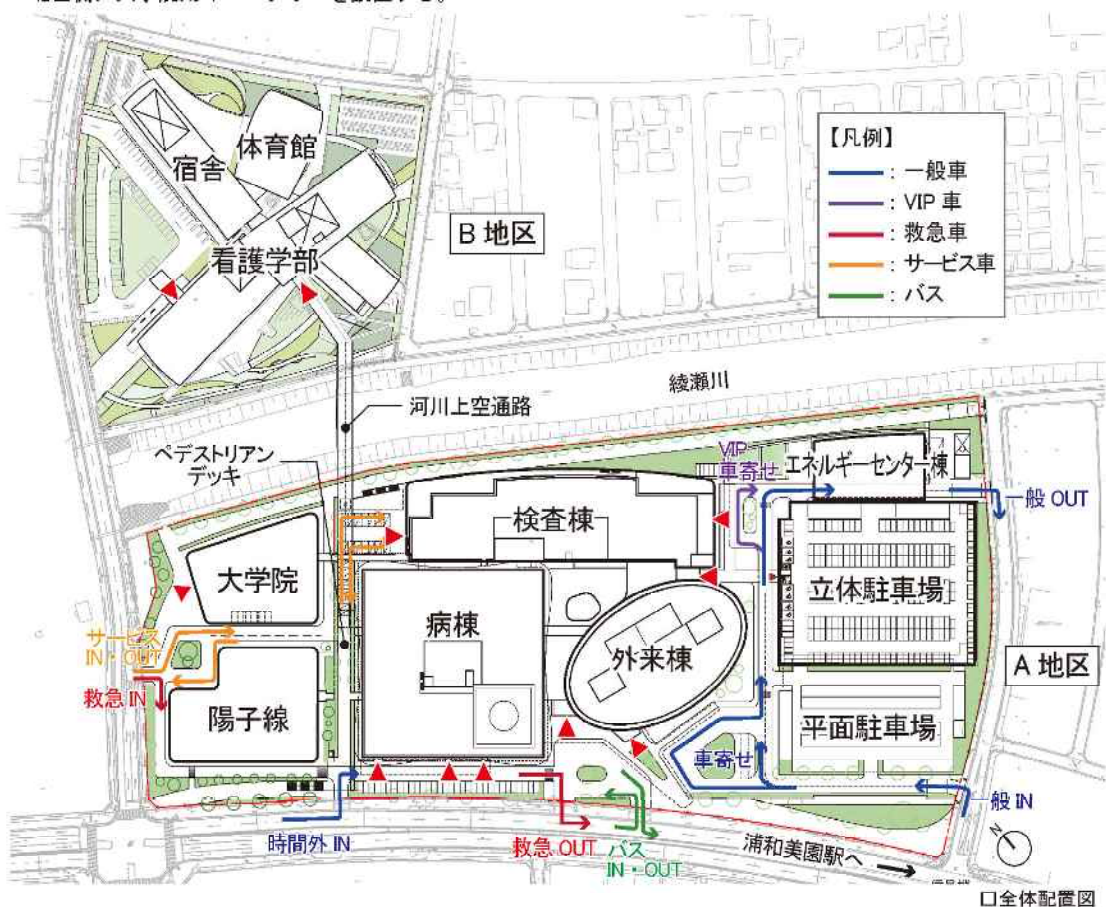 体育館
宿舎
看護学部
B 地区
【凡例】
: 一般車
: VIP 車
: 救急車
: サービス車
: バス
綾瀬川
河川上空通路
ペデストリアン
デッキ
VIP
車寄せ
エネルギーセンター棟
一般 OUT
検査棟
大学院
病棟
外来棟
立体駐車場
A 地区
サービス
IN・OUT
救急 IN
陽子線
平面駐車場
車寄せ
一般 IN
時間外 IN
救急 OUT
バス
IN・OUT
浦和美園駅へ
N
口全体配置図